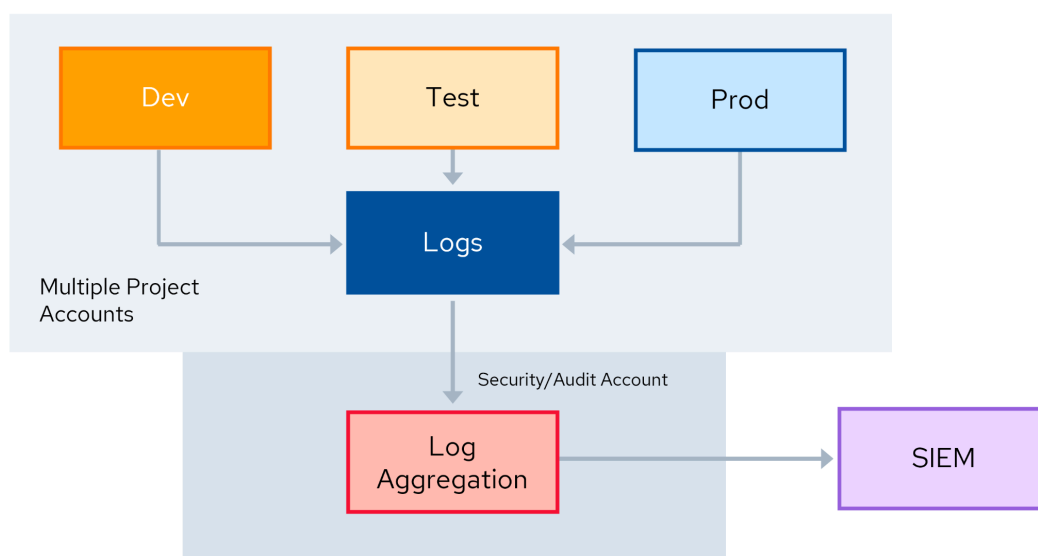 Dev
Test
Prod
Logs
Multiple Project
Accounts
Security/Audit Account
Log
Aggregation
SIEM